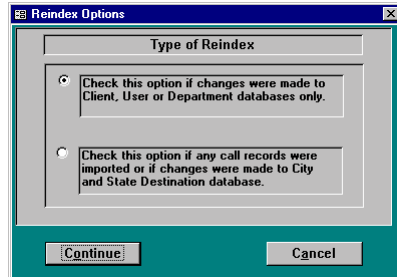 Reindex Options
Type of Reindex
Check this option if changes were made to
Client, User or Department databases only.
Check this option if any call records were
imported or if changes were made to City
and State Destination database.
Continue
Cancel